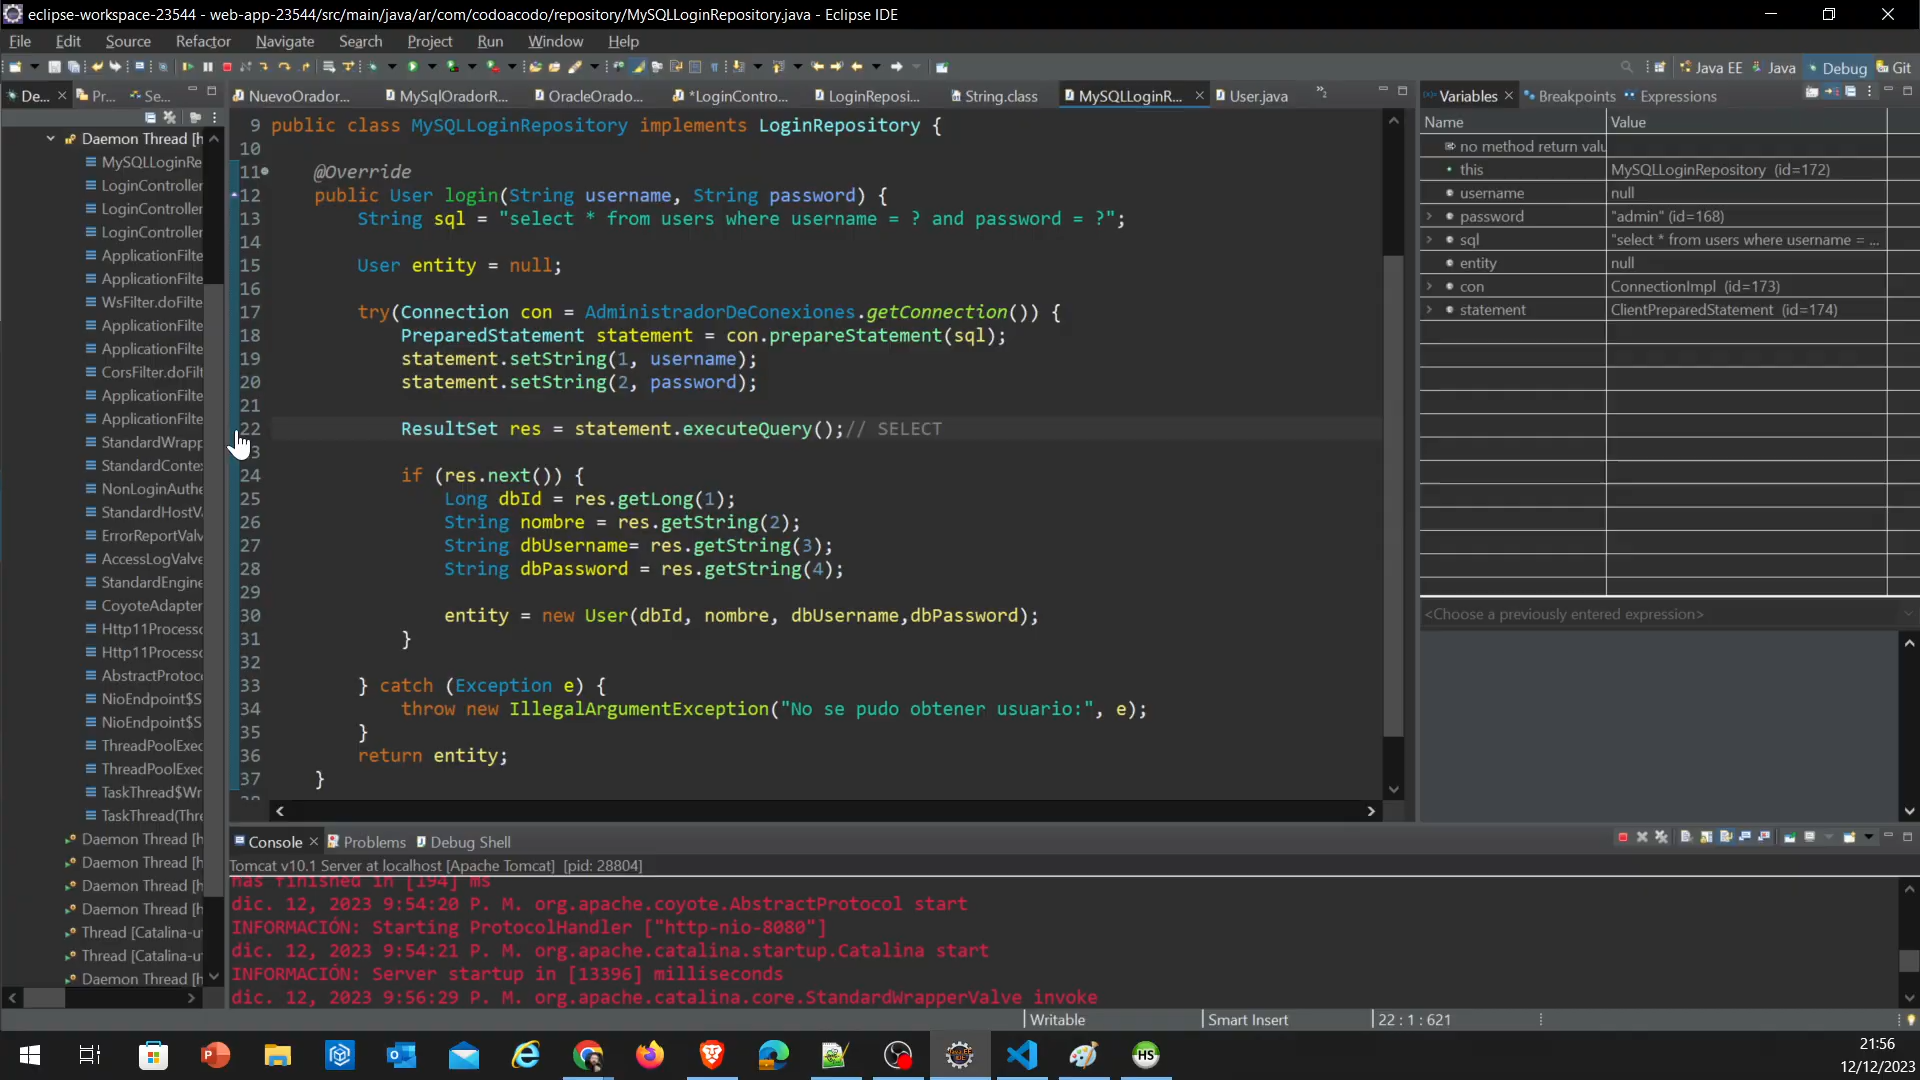 eclipse-workspace-23544 - web-app-23544/src/main/java/ar/com/codoacodo/repository/MySQLLoginRepository.java - Eclipse IDE
File Edit Source Refactor Navigate Search Project Run Window Help
Java EE Java Debug Git
De... Pr... Se...
NuevoOrador... MySqlOradorR... OracleOrado... *LoginContro... LoginReposi... String.class MySQLLoginR... User.java
Variables Breakpoints Expressions
Daemon Thread [h
MySQLLoginRe
LoginController
LoginController
LoginController
ApplicationFilte
ApplicationFilte
WsFilter.doFilte
ApplicationFilte
ApplicationFilte
CorsFilter.doFilt
ApplicationFilte
ApplicationFilte
StandardWrapp
StandardConte
NonLoginAuthe
StandardHostV
ErrorReportValv
AccessLogValve
StandardEngine
CoyoteAdapter
Http11Processo
Http11Processo
AbstractProtoc
NioEndpoint$S
NioEndpoint$S
ThreadPoolExec
ThreadPoolExec
TaskThread$Wr
TaskThread(Thre
Daemon Thread [h
Daemon Thread [h
Daemon Thread [h
Daemon Thread [h
Thread [Catalina-u
Thread [Catalina-u
Daemon Thread [h
9 public class MySQLLoginRepository implements LoginRepository {
10
11 @Override
12 public User login(String username, String password) {
13 String sql = "select * from users where username = ? and password = ?";
14
15 User entity = null;
16
17 try(Connection con = AdministradorDeConexiones.getConnection()) {
18 PreparedStatement statement = con.prepareStatement(sql);
19 statement.setString(1, username);
20 statement.setString(2, password);
21
22 ResultSet res = statement.executeQuery();// SELECT
3
24 if (res.next()) {
25 Long dbId = res.getLong(1);
26 String nombre = res.getString(2);
27 String dbUsername= res.getString(3);
28 String dbPassword = res.getString(4);
29
30 entity = new User(dbId, nombre, dbUsername,dbPassword);
31 }
32
33 } catch (Exception e) {
34 throw new IllegalArgumentException("No se pudo obtener usuario:", e);
35 }
36 return entity;
37 }
Name Value
no method return valu
this MySQLLoginRepository (id=172)
username null
password "admin" (id=168)
sql "select * from users where username = ...
entity null
con ConnectionImpl (id=173)
statement ClientPreparedStatement (id=174)
<Choose a previously entered expression>
Console Problems Debug Shell
Tomcat v10.1 Server at localhost [Apache Tomcat] [pid: 28804]
has finished in [194] ms
dic. 12, 2023 9:54:20 P. M. org.apache.coyote.AbstractProtocol start
INFORMACIÓN: Starting ProtocolHandler ["http-nio-8080"]
dic. 12, 2023 9:54:21 P. M. org.apache.catalina.startup.Catalina start
INFORMACIÓN: Server startup in [13396] milliseconds
dic. 12, 2023 9:56:29 P. M. org.apache.catalina.core.StandardWrapperValve invoke
Writable Smart Insert 22 : 1 : 621
HS
21:56
12/12/2023